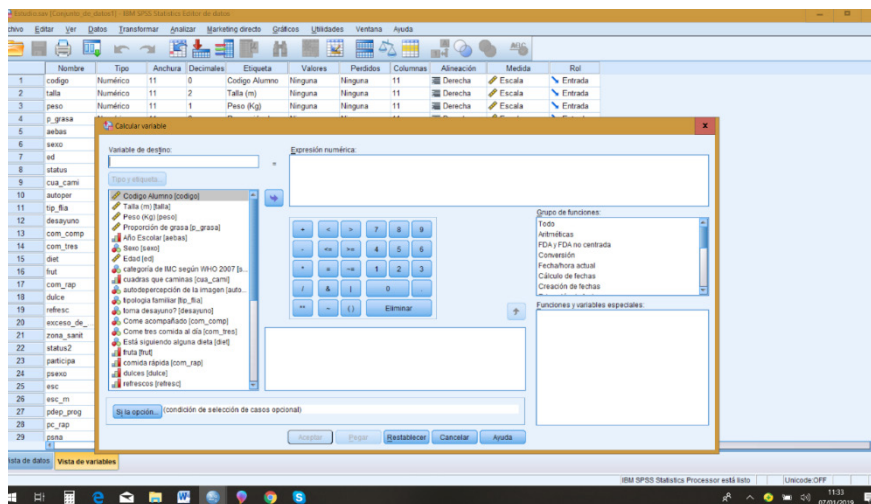 [Conjunto_de_datos1] - IBM SPSS Statistics Editor de datos
Editar Ver Datos Transformar Analizar Marketing directo Gráficos Utilidades Ventana Ayuda
Nombre Tipo Anchura Decimales Etiqueta Valores Perdidos Columnas Alineación Medida Rol
1 codigo Numérico 11 0 Codigo Alumno Ninguna Ninguna 11 Derecha Escala Entrada
2 talla Numérico 11 2 Talla (m) Ninguna Ninguna 11 Derecha Escala Entrada
3 peso Numérico 11 1 Peso (Kg) Ninguna Ninguna 11 Derecha Escala Entrada
4 p_grasa
5 aebas
6 sexo
7 ed
8 status
9 cua_cami
10 autoper
11 tip_flia
12 desayuno
13 com_comp
14 com_tres
15 diet
16 frut
17 com_rap
18 dulce
19 refresc
20 exceso_de_
21 zona_sanit
22 status2
23 participa
24 psexo
25 esc
26 esc_m
27 pdep_prog
28 pc_rap
29 psna
Calcular variable x
Variable de destino:
Tipo y etiqueta...
Codigo Alumno [codigo]
Talla (m) [talla]
Peso (Kg) [peso]
Proporción de grasa [p_grasa]
Año Escolar [aebas]
Sexo [sexo]
Edad [ed]
categoría de IMC según WHO 2007 [s...
cuadras que caminas [cua_cami]
autodepercepción de la imagen [auto...
tipologia familiar [tip_flia]
toma desayuno? [desayuno]
Come acompañado [com_comp]
Come tres comida al día [com_tres]
Está siguiendo alguna dieta [diet]
fruta [frut]
comida rápida [com_rap]
dulces [dulce]
refrescos [refresc]
=
Expresión numérica:
+ < > 7 8 9
- <= >= 4 5 6
* = ~= 1 2 3
/ & | 0 .
** ~ ( ) Eliminar
Grupo de funciones:
Todo
Aritméticas
FDA y FDA no centrada
Conversión
Fecha/hora actual
Cálculo de fechas
Creación de fechas
Funciones y variables especiales:
Si la opción... (condición de selección de casos opcional)
Aceptar Pegar Restablecer Cancelar Ayuda
Vista de variables
IBM SPSS Statistics Processor está listo Unicode:OFF
11:33
07/01/2019